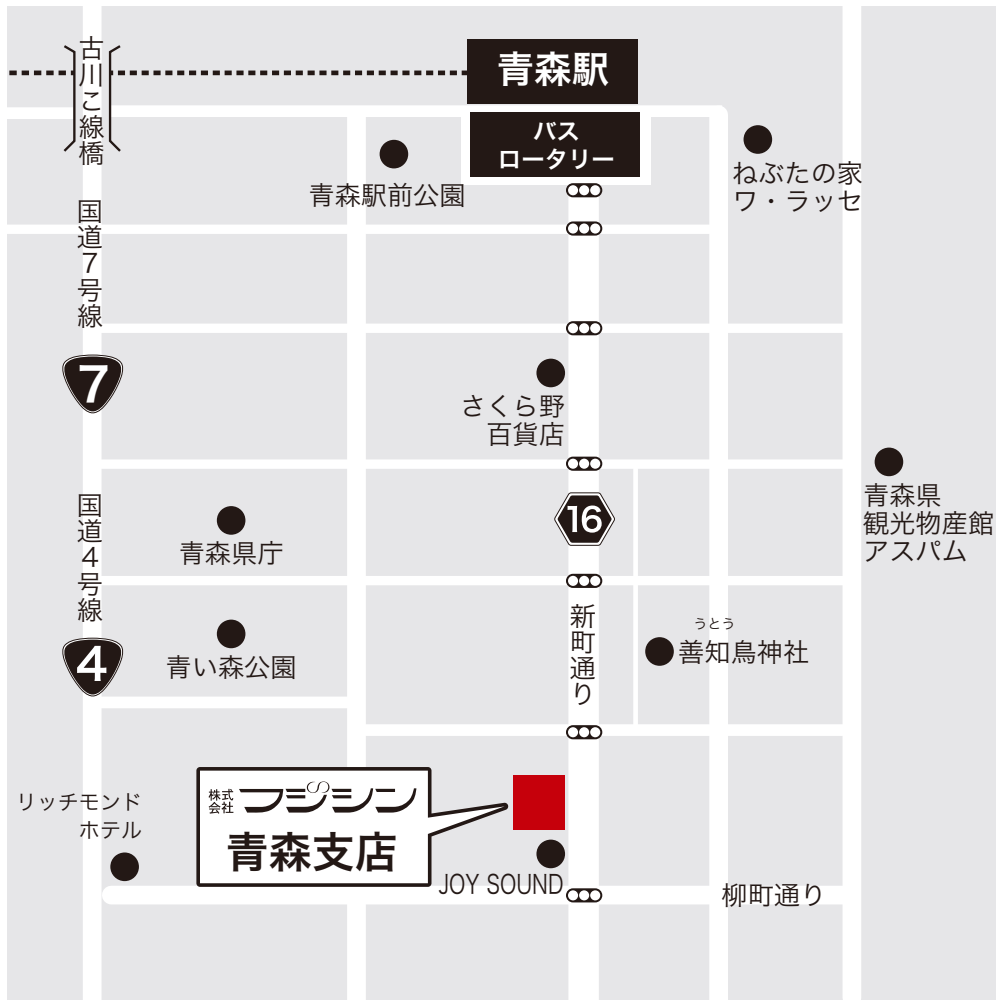 古川こ線橋
青森駅
バス
ロータリー
青森駅前公園
ねぶたの家
ワ・ラッセ
国道7号線
7
さくら野
百貨店
青森県
観光物産館
アスパム
国道4号線
16
青森県庁
新町通り
うとう
善知鳥神社
4
青い森公園
リッチモンド
ホテル
株式
会社
フジシン
青森支店
JOY SOUND
柳町通り